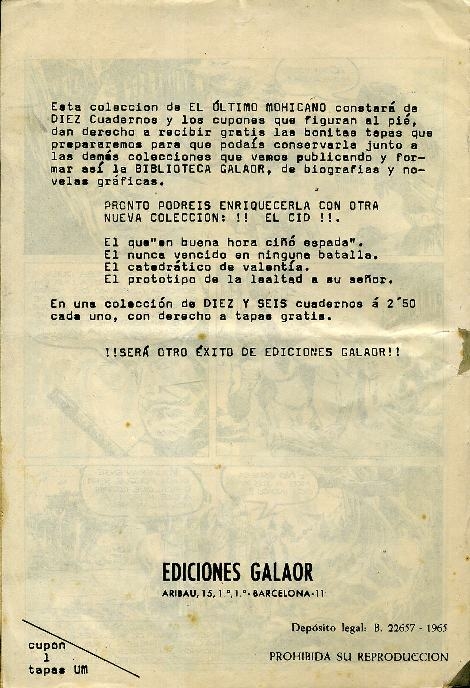 Esta coleccion de EL ÚLTIMO MOHICANO constará de
DIEZ Cuadernos y los cupones que figuran al pié,
dan derecho a recibir gratis las bonitas tapas que
prepararemos para que podaís conservarla junto a
las demás colecciones que vamos publicando y for-
mar así la BIBLIOTECA GALAOR, de biografias y no-
velas gráficas.
PRONTO PODREIS ENRIQUECERLA CON OTRA
NUEVA COLECCION: !! EL CID !!.
El que"en buena hora ciñó espada".
El nunca vencido en ninguna batalla.
El catedrático de valentía.
El prototipo de la lealtad a su señor.
En una colección de DIEZ Y SEIS cuadernos á 2'50
cada uno, con derecho a tapas gratis.
!!SERÁ OTRO ÉXITO DE EDICIONES GALAOR!!
EDICIONES GALAOR
ARIBAU, 15, 1.º, 1.ª - BARCELONA-11
Depósito legal: B. 22657 - 1965
PROHIBIDA SU REPRODUCCION
cupón
1
tapas UM